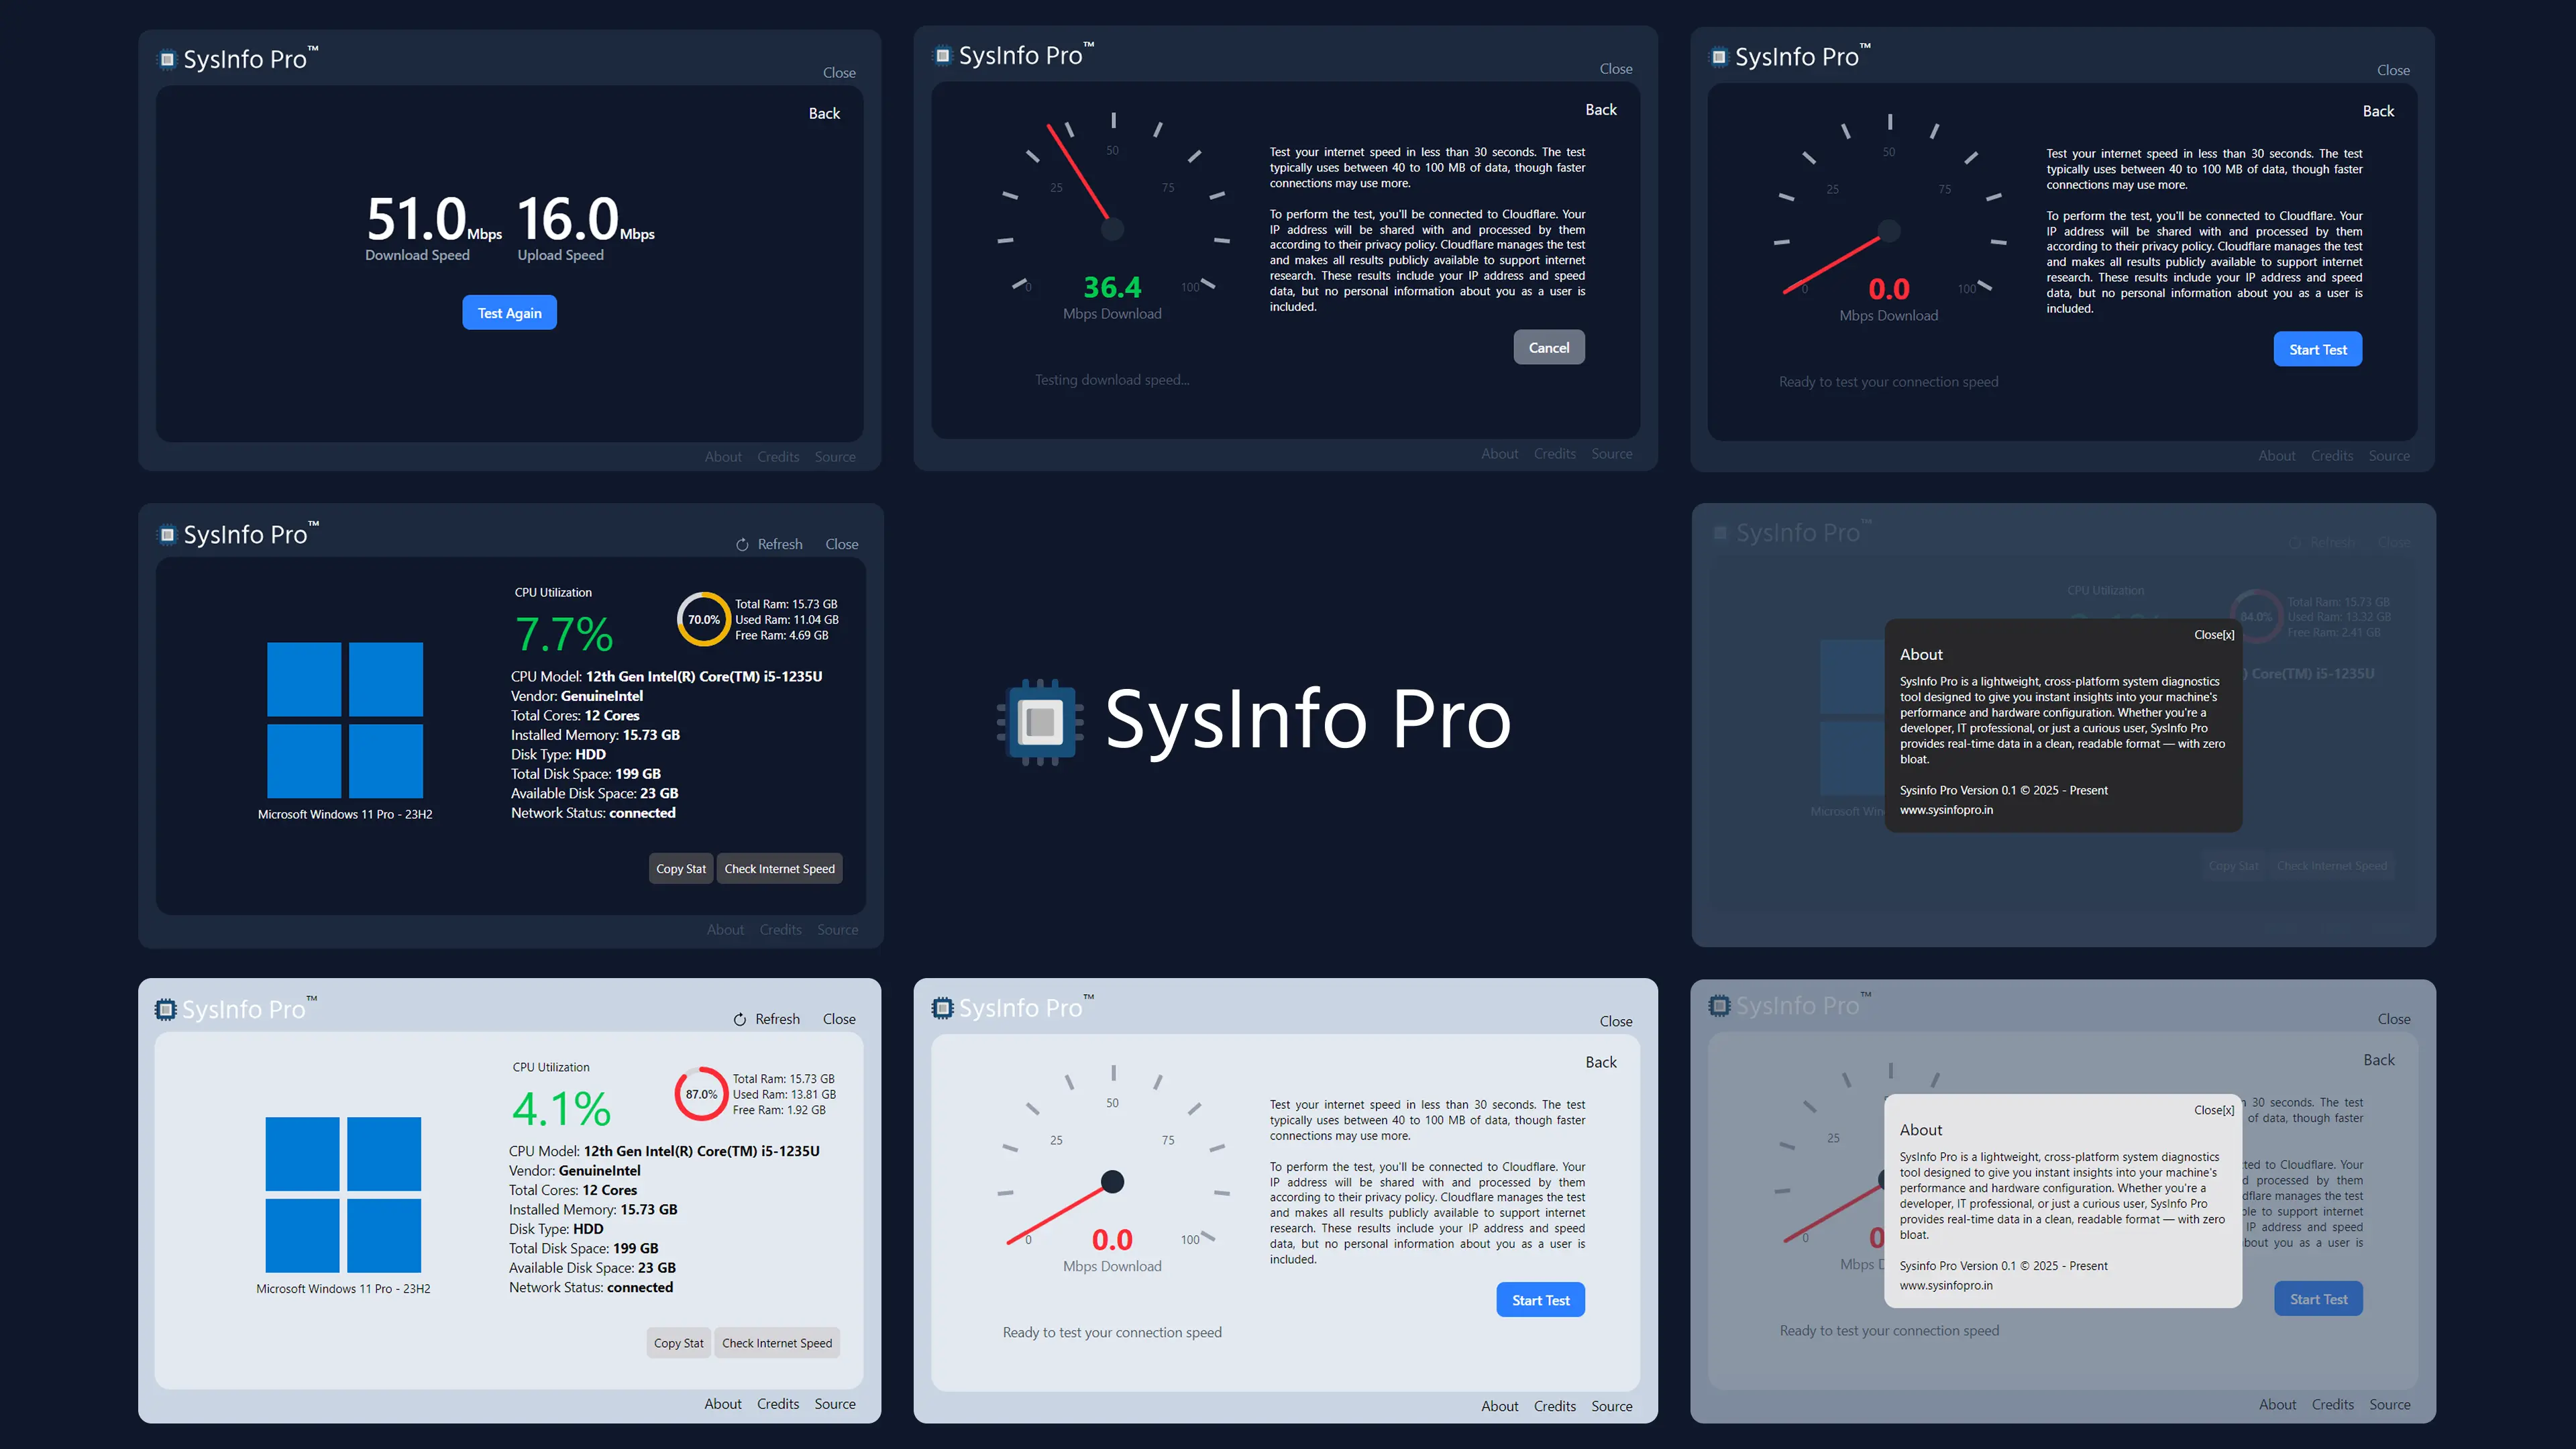 SysInfo Pro™
Close
Back
51.0 Mbps 16.0 Mbps
Download Speed Upload Speed
Test Again
About Credits Source
SysInfo Pro™
Close
Back
0
25
50
75
100
36.4
Mbps Download
Testing download speed...
Test your internet speed in less than 30 seconds. The test
typically uses between 40 to 100 MB of data, though faster
connections may use more.
To perform the test, you'll be connected to Cloudflare. Your
IP address will be shared with and processed by them
according to their privacy policy. Cloudflare manages the test
and makes all results publicly available to support internet
research. These results include your IP address and speed
data, but no personal information about you as a user is
included.
Cancel
About Credits Source
SysInfo Pro™
Close
Back
0
25
50
75
100
0.0
Mbps Download
Ready to test your connection speed
Test your internet speed in less than 30 seconds. The test
typically uses between 40 to 100 MB of data, though faster
connections may use more.
To perform the test, you'll be connected to Cloudflare. Your
IP address will be shared with and processed by them
according to their privacy policy. Cloudflare manages the test
and makes all results publicly available to support internet
research. These results include your IP address and speed
data, but no personal information about you as a user is
included.
Start Test
About Credits Source
SysInfo Pro™
Refresh Close
Microsoft Windows 11 Pro - 23H2
CPU Utilization
7.7%
70.0%
Total Ram: 15.73 GB
Used Ram: 11.04 GB
Free Ram: 4.69 GB
CPU Model: 12th Gen Intel(R) Core(TM) i5-1235U
Vendor: GenuineIntel
Total Cores: 12 Cores
Installed Memory: 15.73 GB
Disk Type: HDD
Total Disk Space: 199 GB
Available Disk Space: 23 GB
Network Status: connected
Copy Stat Check Internet Speed
About Credits Source
SysInfo Pro
SysInfo Pro™
Refresh Close
CPU Utilization
84.0%
Total Ram: 15.73 GB
Used Ram: 13.32 GB
Free Ram: 2.41 GB
) Core(TM) i5-1235U
Microsoft Win
Close[x]
About
SysInfo Pro is a lightweight, cross-platform system diagnostics
tool designed to give you instant insights into your machine's
performance and hardware configuration. Whether you're a
developer, IT professional, or just a curious user, SysInfo Pro
provides real-time data in a clean, readable format — with zero
bloat.
Sysinfo Pro Version 0.1 © 2025 - Present
www.sysinfopro.in
Copy Stat Check Internet Speed
SysInfo Pro™
Refresh Close
Microsoft Windows 11 Pro - 23H2
CPU Utilization
4.1%
87.0%
Total Ram: 15.73 GB
Used Ram: 13.81 GB
Free Ram: 1.92 GB
CPU Model: 12th Gen Intel(R) Core(TM) i5-1235U
Vendor: GenuineIntel
Total Cores: 12 Cores
Installed Memory: 15.73 GB
Disk Type: HDD
Total Disk Space: 199 GB
Available Disk Space: 23 GB
Network Status: connected
Copy Stat Check Internet Speed
About Credits Source
SysInfo Pro™
Close
Back
0
25
50
75
100
0.0
Mbps Download
Ready to test your connection speed
Test your internet speed in less than 30 seconds. The test
typically uses between 40 to 100 MB of data, though faster
connections may use more.
To perform the test, you'll be connected to Cloudflare. Your
IP address will be shared with and processed by them
according to their privacy policy. Cloudflare manages the test
and makes all results publicly available to support internet
research. These results include your IP address and speed
data, but no personal information about you as a user is
included.
Start Test
About Credits Source
SysInfo Pro™
Close
Back
25
0
0
Mbps D
Ready to test your connection speed
30 seconds. The test
of data, though faster
ted to Cloudflare. Your
d processed by them
dflare manages the test
ble to support internet
IP address and speed
bout you as a user is
Close[x]
About
SysInfo Pro is a lightweight, cross-platform system diagnostics
tool designed to give you instant insights into your machine's
performance and hardware configuration. Whether you're a
developer, IT professional, or just a curious user, SysInfo Pro
provides real-time data in a clean, readable format — with zero
bloat.
Sysinfo Pro Version 0.1 © 2025 - Present
www.sysinfopro.in
Start Test
About Credits Source